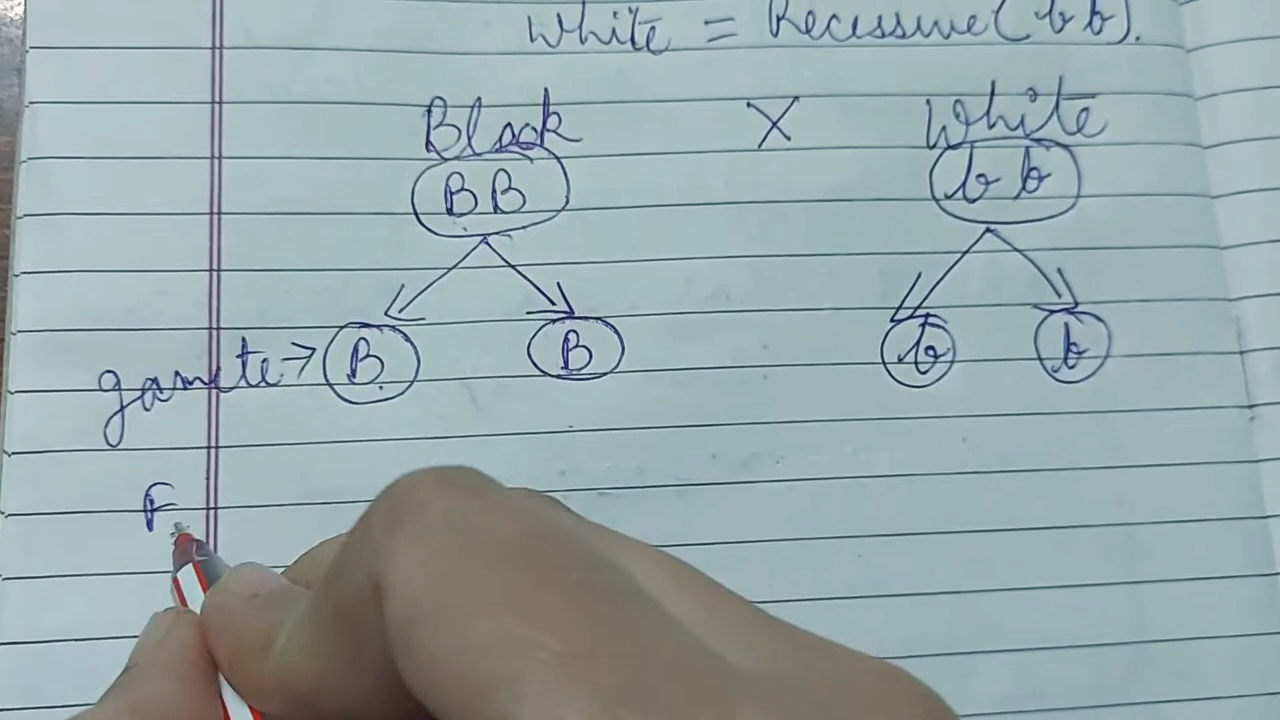 White = Recessive (bb).
Black X White
BB bb
gamete → B B b b
F